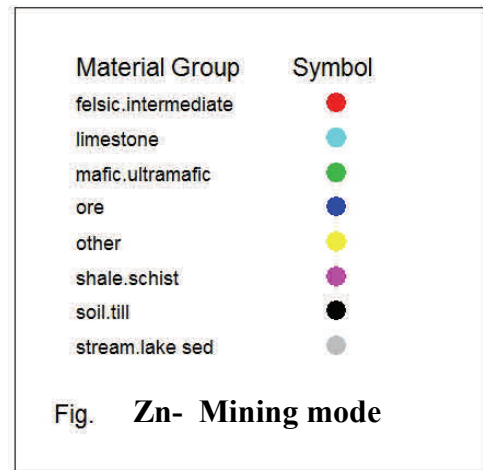 Material Group Symbol
felsic.intermediate
limestone
mafic.ultramafic
ore
other
shale.schist
soil.till
stream.lake sed
Fig. Zn- Mining mode